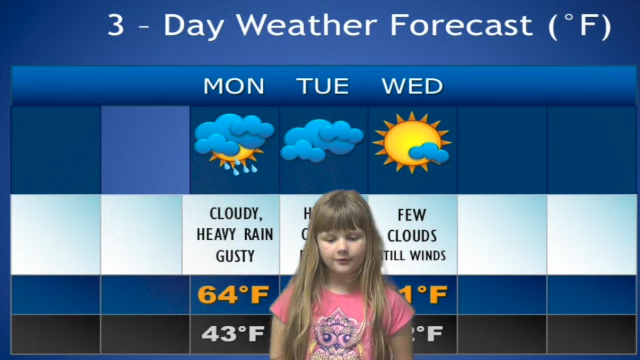 3 - Day Weather Forecast (°F)
MON TUE WED
CLOUDY,
HEAVY RAIN
GUSTY
FEW
CLOUDS
STILL WINDS
64°F
43°F